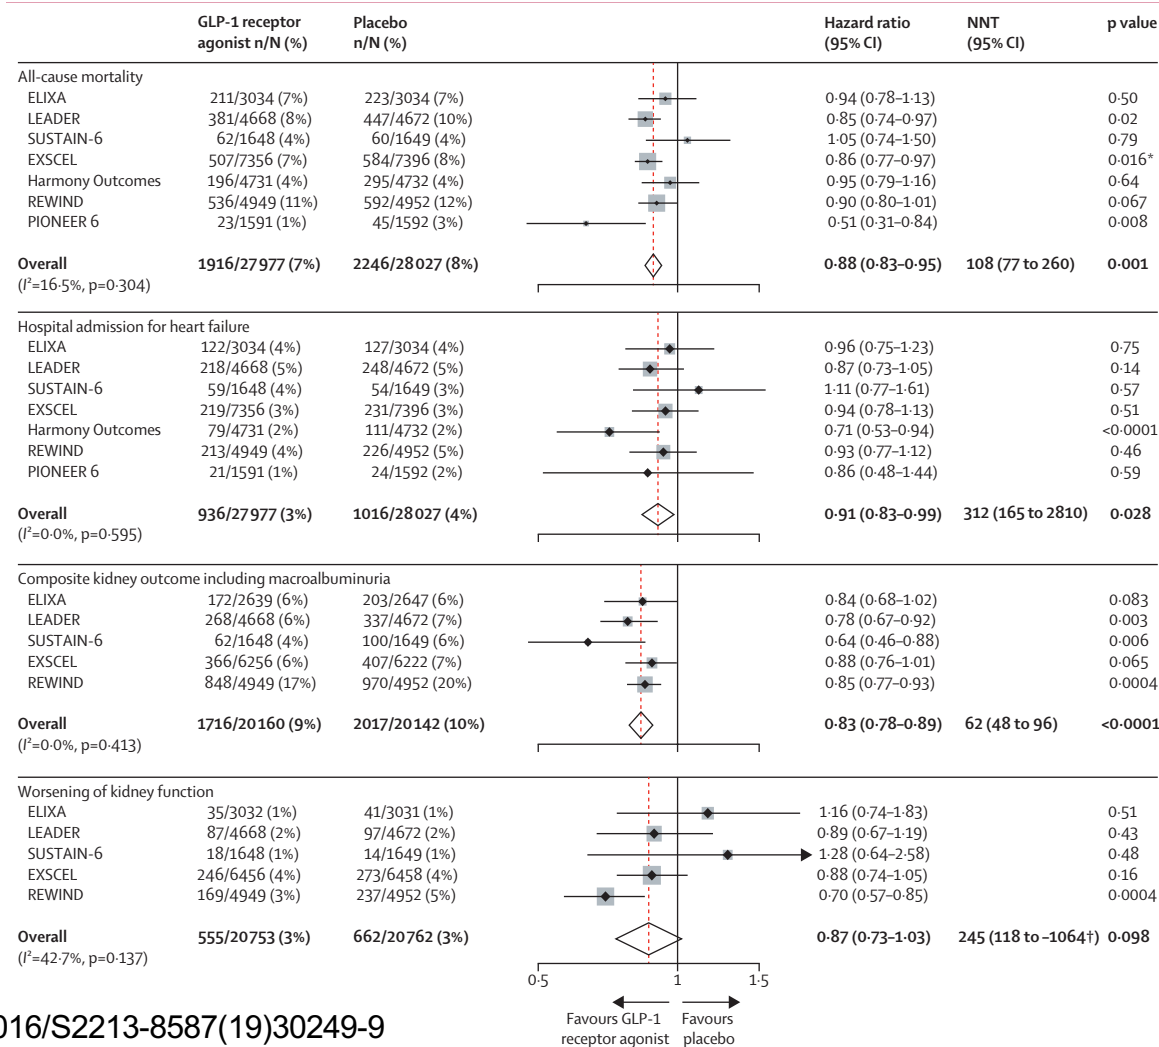 GLP-1 receptor agonist n/N (%) Placebo n/N (%) Hazard ratio (95% CI) NNT (95% CI) p value
All-cause mortality
ELIXA 211/3034 (7%) 223/3034 (7%) 0·94 (0·78–1·13) 0·50
LEADER 381/4668 (8%) 447/4672 (10%) 0·85 (0·74–0·97) 0·02
SUSTAIN-6 62/1648 (4%) 60/1649 (4%) 1·05 (0·74–1·50) 0·79
EXSCEL 507/7356 (7%) 584/7396 (8%) 0·86 (0·77–0·97) 0·016*
Harmony Outcomes 196/4731 (4%) 295/4732 (4%) 0·95 (0·79–1·16) 0·64
REWIND 536/4949 (11%) 592/4952 (12%) 0·90 (0·80–1·01) 0·067
PIONEER 6 23/1591 (1%) 45/1592 (3%) 0·51 (0·31–0·84) 0·008
Overall 1916/27 977 (7%) 2246/28 027 (8%) 0·88 (0·83–0·95) 108 (77 to 260) 0·001
(I²=16·5%, p=0·304)
0·5 1 1·5
Hospital admission for heart failure
ELIXA 122/3034 (4%) 127/3034 (4%) 0·96 (0·75–1·23) 0·75
LEADER 218/4668 (5%) 248/4672 (5%) 0·87 (0·73–1·05) 0·14
SUSTAIN-6 59/1648 (4%) 54/1649 (3%) 1·11 (0·77–1·61) 0·57
EXSCEL 219/7356 (3%) 231/7396 (3%) 0·94 (0·78–1·13) 0·51
Harmony Outcomes 79/4731 (2%) 111/4732 (2%) 0·71 (0·53–0·94) <0·0001
REWIND 213/4949 (4%) 226/4952 (5%) 0·93 (0·77–1·12) 0·46
PIONEER 6 21/1591 (1%) 24/1592 (2%) 0·86 (0·48–1·44) 0·59
Overall 936/27 977 (3%) 1016/28 027 (4%) 0·91 (0·83–0·99) 312 (165 to 2810) 0·028
(I²=0·0%, p=0·595)
Composite kidney outcome including macroalbuminuria
ELIXA 172/2639 (6%) 203/2647 (6%) 0·84 (0·68–1·02) 0·083
LEADER 268/4668 (6%) 337/4672 (7%) 0·78 (0·67–0·92) 0·003
SUSTAIN-6 62/1648 (4%) 100/1649 (6%) 0·64 (0·46–0·88) 0·006
EXSCEL 366/6256 (6%) 407/6222 (7%) 0·88 (0·76–1·01) 0·065
REWIND 848/4949 (17%) 970/4952 (20%) 0·85 (0·77–0·93) 0·0004
Overall 1716/20 160 (9%) 2017/20 142 (10%) 0·83 (0·78–0·89) 62 (48 to 96) <0·0001
(I²=0·0%, p=0·413)
Worsening of kidney function
ELIXA 35/3032 (1%) 41/3031 (1%) 1·16 (0·74–1·83) 0·51
LEADER 87/4668 (2%) 97/4672 (2%) 0·89 (0·67–1·19) 0·43
SUSTAIN-6 18/1648 (1%) 14/1649 (1%) 1·28 (0·64–2·58) 0·48
EXSCEL 246/6456 (4%) 273/6458 (4%) 0·88 (0·74–1·05) 0·16
REWIND 169/4949 (3%) 237/4952 (5%) 0·70 (0·57–0·85) 0·0004
Overall 555/20 753 (3%) 662/20 762 (3%) 0·87 (0·73–1·03) 245 (118 to –1064†) 0·098
(I²=42·7%, p=0·137)
0·5 1 1·5
Favours GLP-1 receptor agonist Favours placebo
016/S2213-8587(19)30249-9